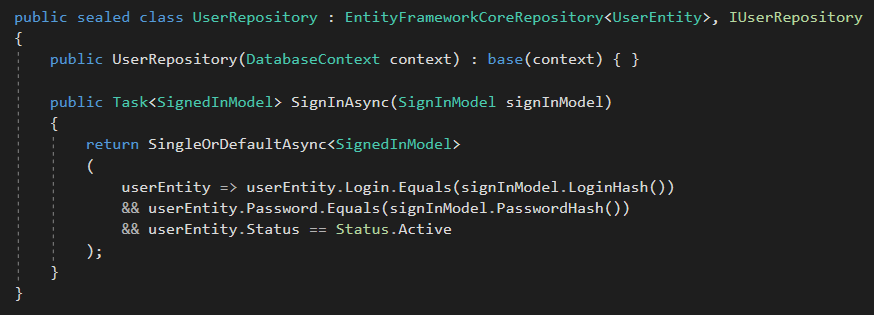 public sealed class UserRepository : EntityFrameworkCoreRepository<UserEntity>, IUserRepository
{
    public UserRepository(DatabaseContext context) : base(context) { }

    public Task<SignedInModel> SignInAsync(SignInModel signInModel)
    {
        return SingleOrDefaultAsync<SignedInModel>
        (
            userEntity => userEntity.Login.Equals(signInModel.LoginHash())
            && userEntity.Password.Equals(signInModel.PasswordHash())
            && userEntity.Status == Status.Active
        );
    }
}